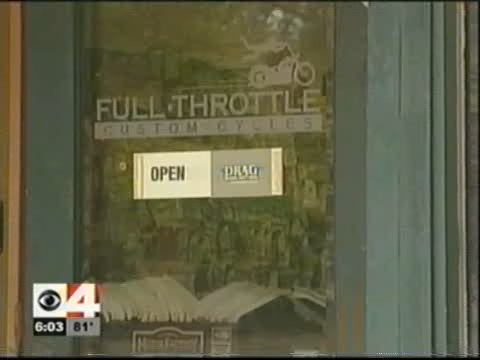 FULL THROTTLE
CUSTOM CYCLES
OPEN
DRAG
4
6:03 81°